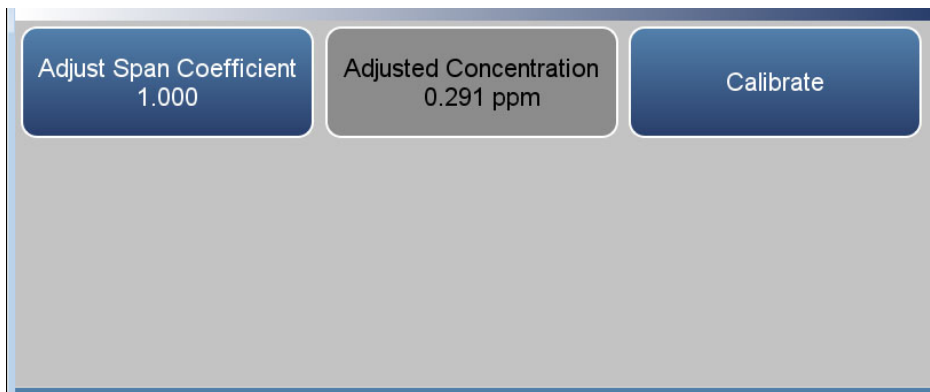 Adjust Span Coefficient
1.000
Adjusted Concentration
0.291 ppm
Calibrate